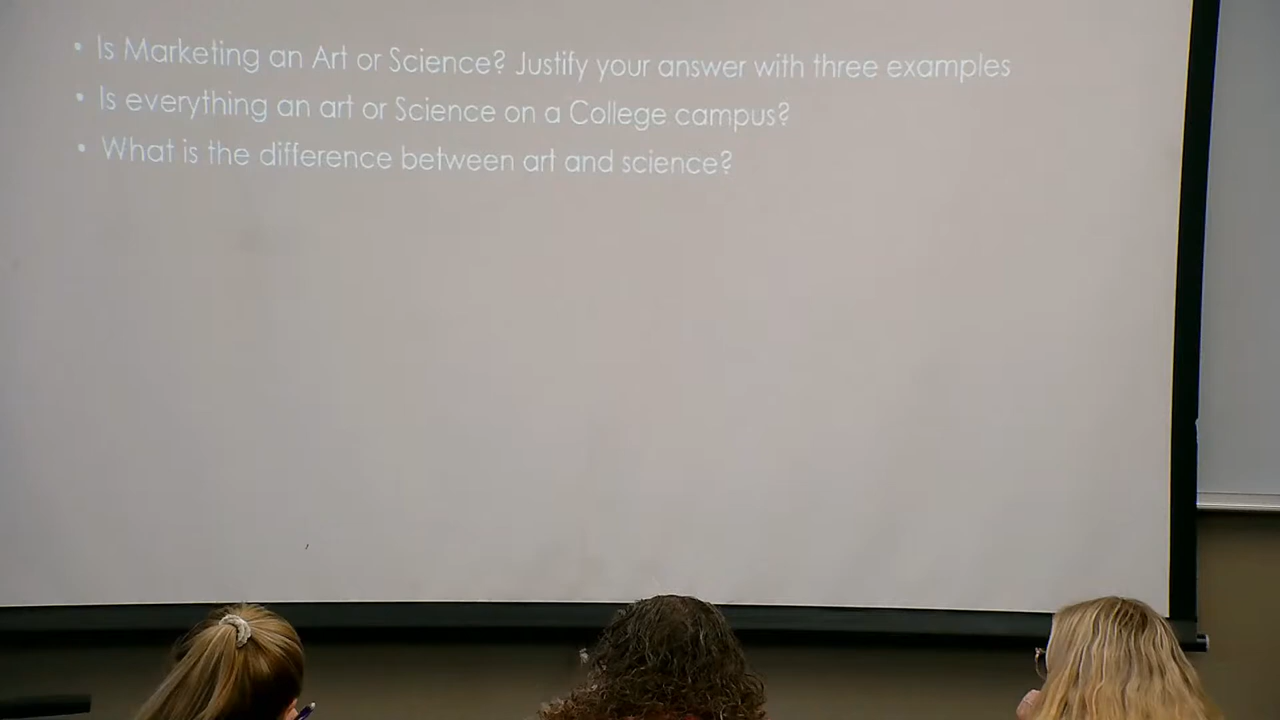 • Is Marketing an Art or Science? Justify your answer with three examples
• Is everything an art or Science on a College campus?
• What is the difference between art and science?